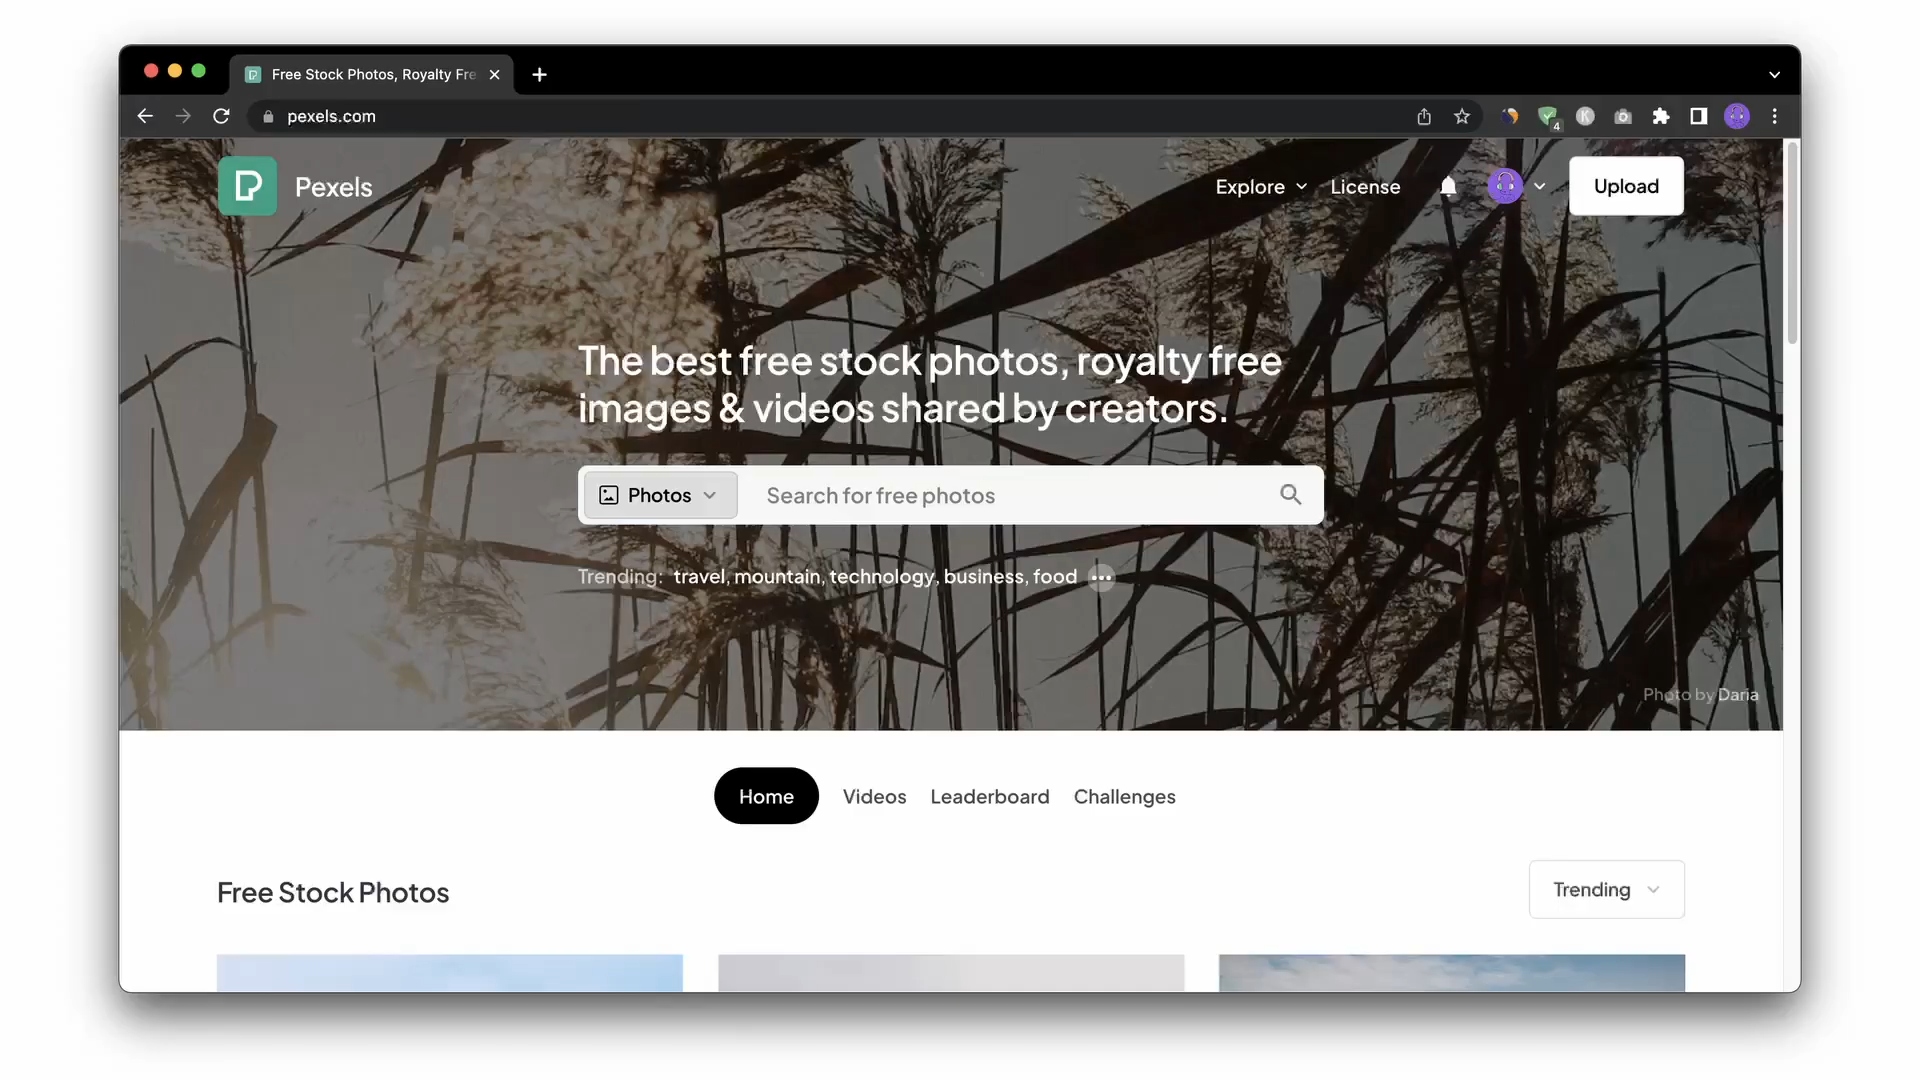 Free Stock Photos, Royalty Fre
pexels.com
4
K
Pexels
Explore
License
Upload
The best free stock photos, royalty free
images & videos shared by creators.
Photos
Search for free photos
Trending: travel, mountain, technology, business, food
Photo by Daria
Home
Videos
Leaderboard
Challenges
Free Stock Photos
Trending